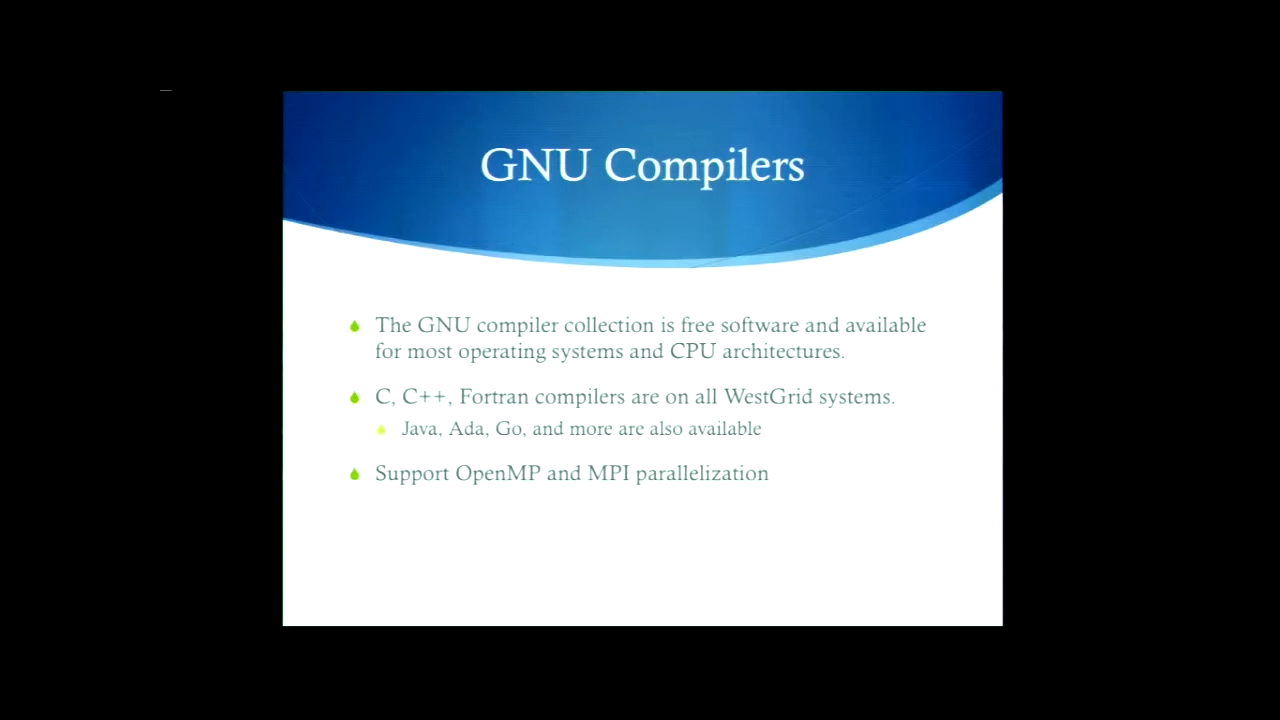 GNU Compilers
The GNU compiler collection is free software and available
for most operating systems and CPU architectures.
C, C++, Fortran compilers are on all WestGrid systems.
Java, Ada, Go, and more are also available
Support OpenMP and MPI parallelization